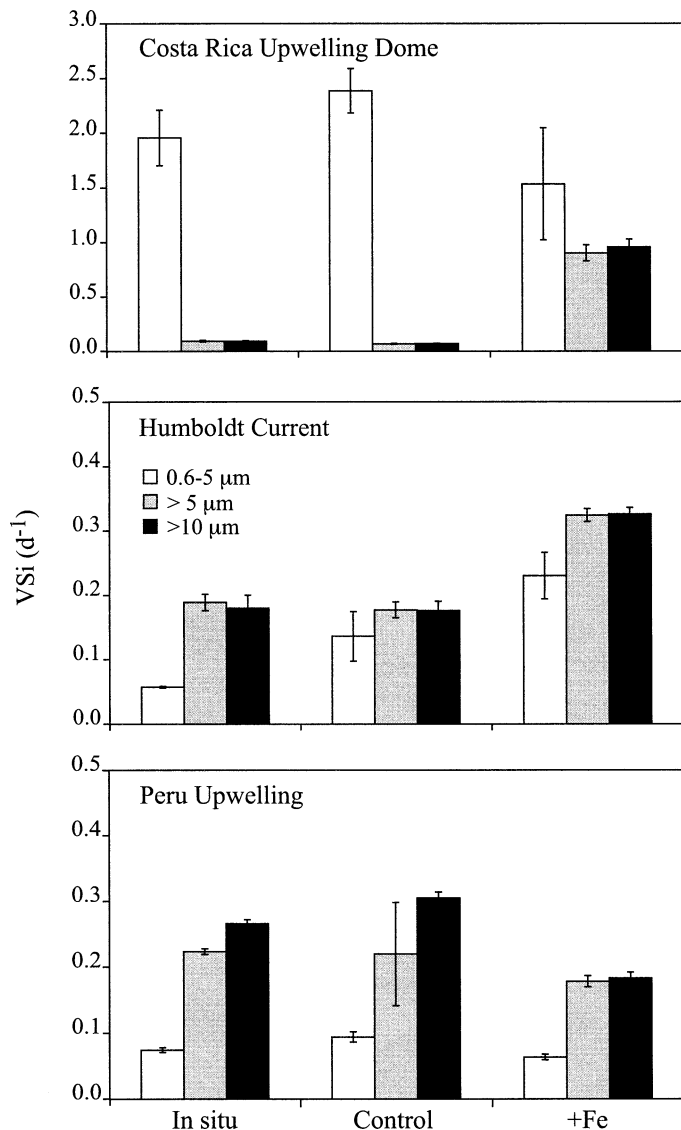 3.0
Costa Rica Upwelling Dome
2.5
2.0
1.5
1.0
0.5
0.0
0.5
Humboldt Current
0.4
0.6-5 µm
> 5 µm
>10 µm
0.3
0.2
0.1
0.0
VSi (d-1)
0.5
Peru Upwelling
0.4
0.3
0.2
0.1
0.0
In situ Control +Fe